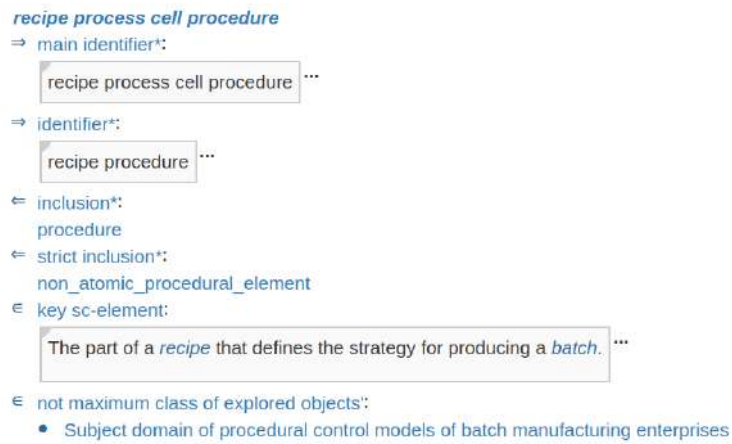 recipe process cell procedure
⇒ main identifier*:
recipe process cell procedure ...
⇒ identifier*:
recipe procedure ...
⇐ inclusion*:
procedure
⇐ strict inclusion*:
non_atomic_procedural_element
∈ key sc-element:
The part of a recipe that defines the strategy for producing a batch. ...
∈ not maximum class of explored objects':
• Subject domain of procedural control models of batch manufacturing enterprises